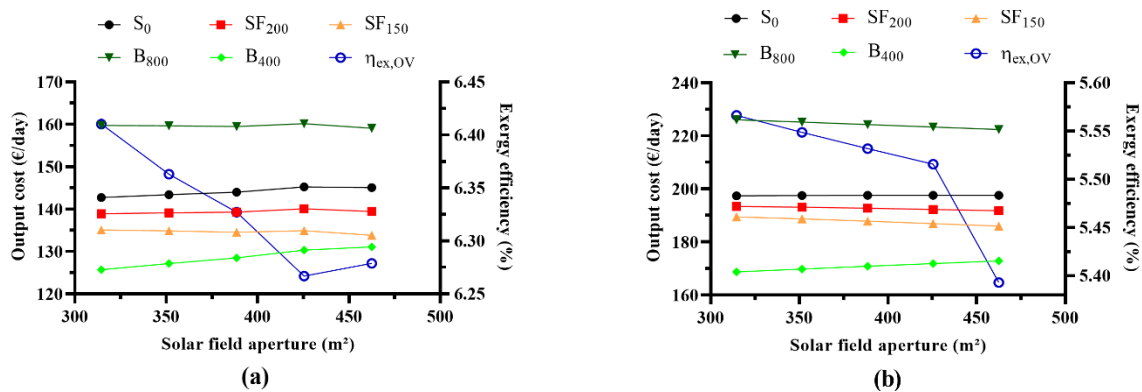 S₀ SF₂₀₀ SF₁₅₀
B₈₀₀ B₄₀₀ ηex,OV
170
160
150
140
130
120
Output cost (€/day)
6.45
6.40
6.35
6.30
6.25
Exergy efficiency (%)
300 350 400 450 500
Solar field aperture (m²)
(a)
S₀ SF₂₀₀ SF₁₅₀
B₈₀₀ B₄₀₀ ηex,OV
240
220
200
180
160
Output cost (€/day)
5.60
5.55
5.50
5.45
5.40
Exergy efficiency (%)
300 350 400 450 500
Solar field aperture (m²)
(b)